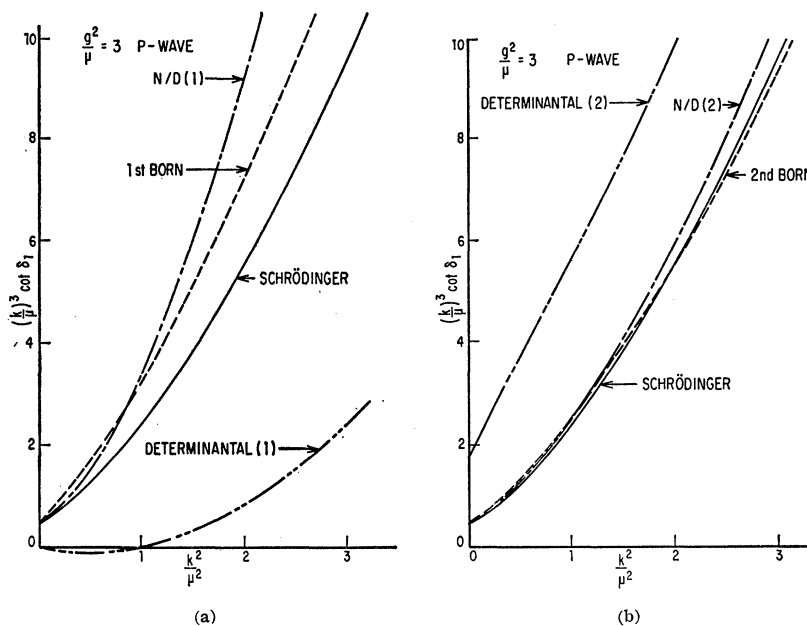 g²/μ = 3 P-WAVE
N/D (1)
1st BORN
SCHRÖDINGER
DETERMINANTAL (1)
(k/μ)³ cot δ₁
10
8
6
4
2
0
0
1
2
3
k²/μ²
(a)
g²/μ = 3 P-WAVE
DETERMINANTAL (2)
N/D (2)
2nd BORN
SCHRÖDINGER
(k/μ)³ cot δ₁
10
8
6
4
2
0
0
1
2
3
k²/μ²
(b)